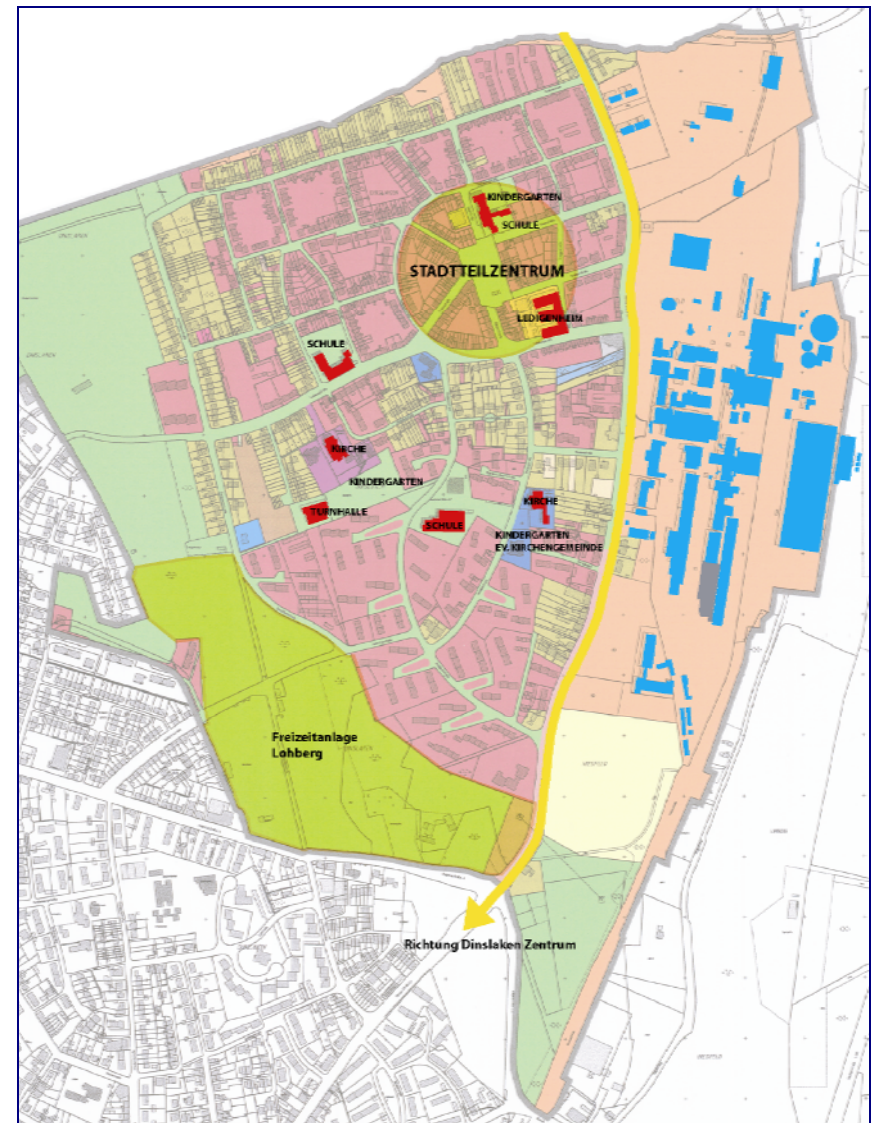 KINDERGARTEN
SCHULE
STADTTEILZENTRUM
LEDIGENHEIM
SCHULE
KIRCHE
KINDERGARTEN
TURNHALLE
SCHULE
KIRCHE
KINDERGARTEN
EV. KIRCHENGEMEINDE
Freizeitanlage
Lohberg
Richtung Dinslaken Zentrum